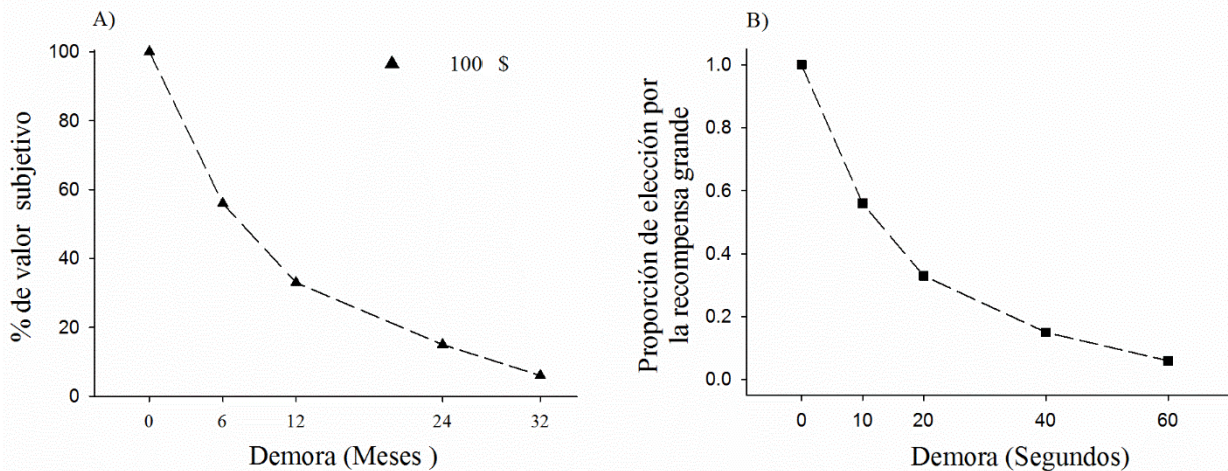 A)
100 $
% de valor subjetivo
100
80
60
40
20
0
0 6 12 24 32
Demora (Meses )
B)
Proporción de elección por
la recompensa grande
1.0
0.8
0.6
0.4
0.2
0.0
0 10 20 40 60
Demora (Segundos)